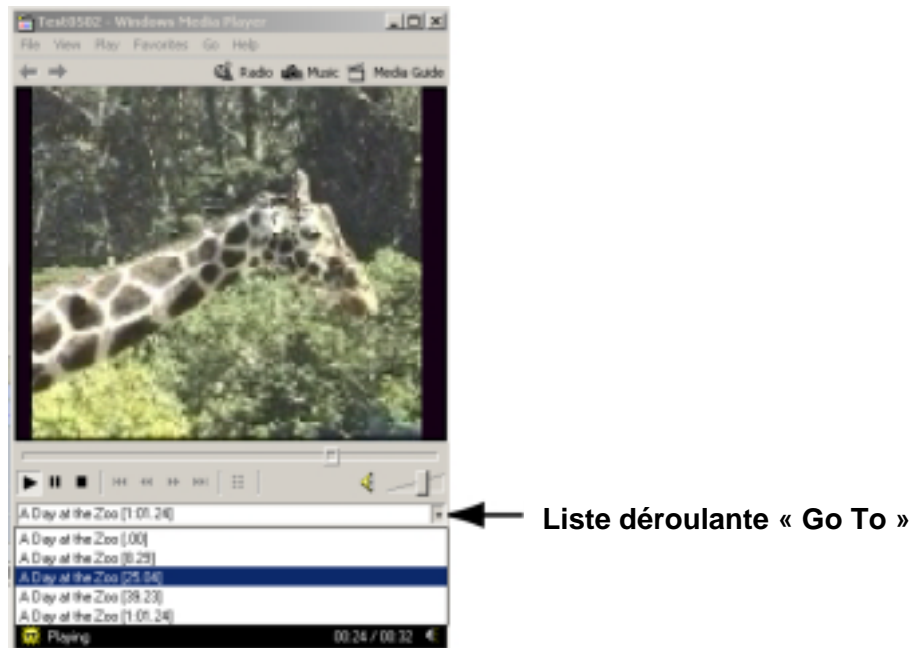 Test0502 - Windows Media Player
File View Play Favorites Go Help
Radio Music Media Guide
A Day at the Zoo [1:01.24]
Liste déroulante « Go To »
A Day at the Zoo [.00]
A Day at the Zoo [8.29]
A Day at the Zoo [25.04]
A Day at the Zoo [39.23]
A Day at the Zoo [1:01.24]
Playing 00:24 / 00:32